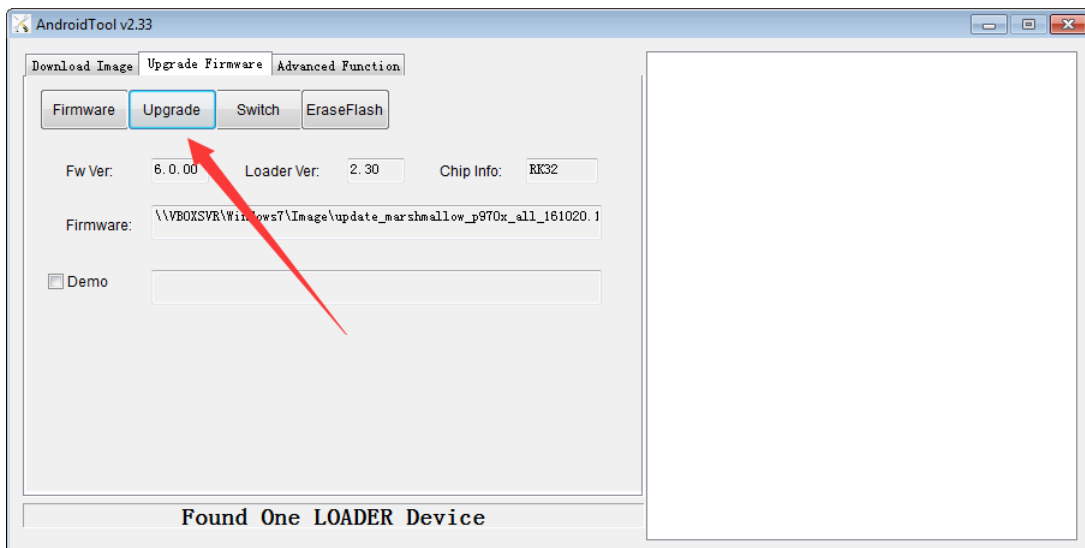 AndroidTool v2.33
Download Image Upgrade Firmware Advanced Function
Firmware Upgrade Switch EraseFlash
Fw Ver: 6.0.00 Loader Ver: 2.30 Chip Info: RK32
Firmware: \\VBOXSVR\Windows7\Image\update_marshmallow_p970x_all_161020.1
Demo
Found One LOADER Device